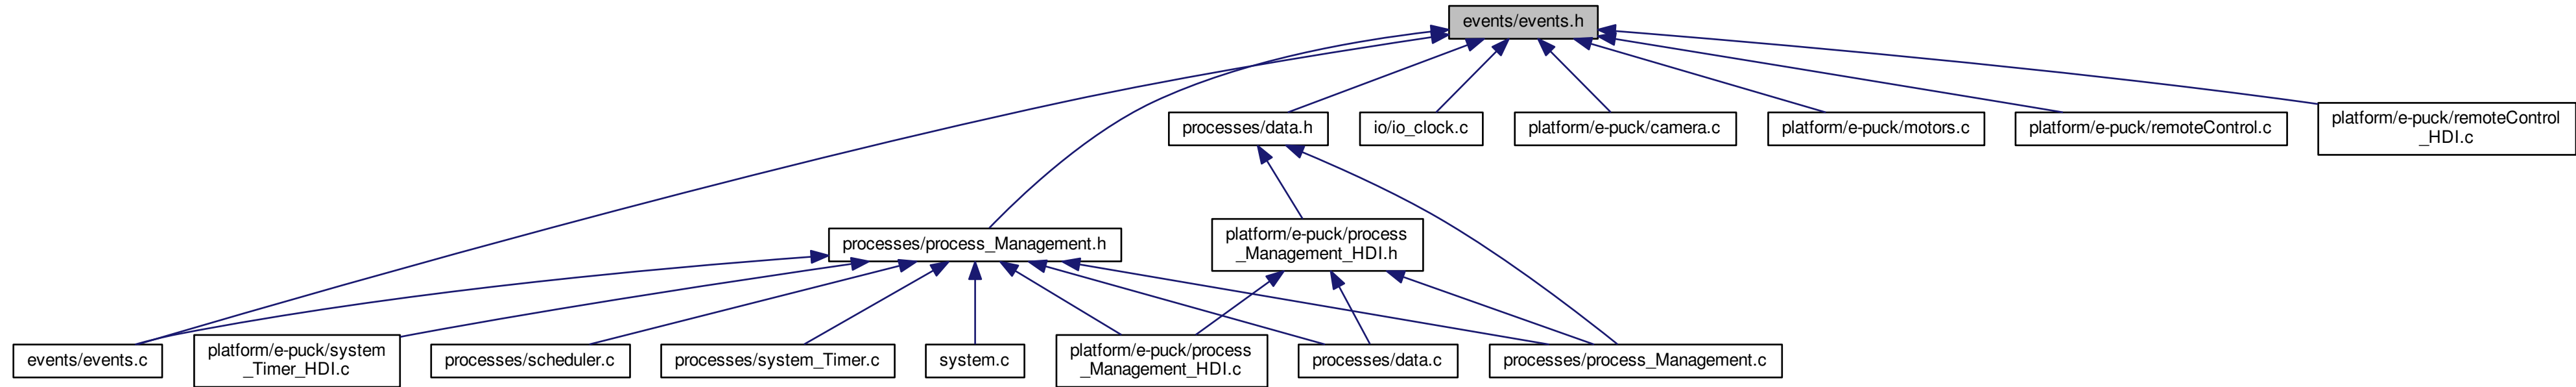 events/events.h
processes/data.h
io/io_clock.c
platform/e-puck/camera.c
platform/e-puck/motors.c
platform/e-puck/remoteControl.c
platform/e-puck/remoteControl
_HDI.c
processes/process_Management.h
platform/e-puck/process
_Management_HDI.h
events/events.c
platform/e-puck/system
_Timer_HDI.c
processes/scheduler.c
processes/system_Timer.c
system.c
platform/e-puck/process
_Management_HDI.c
processes/data.c
processes/process_Management.c